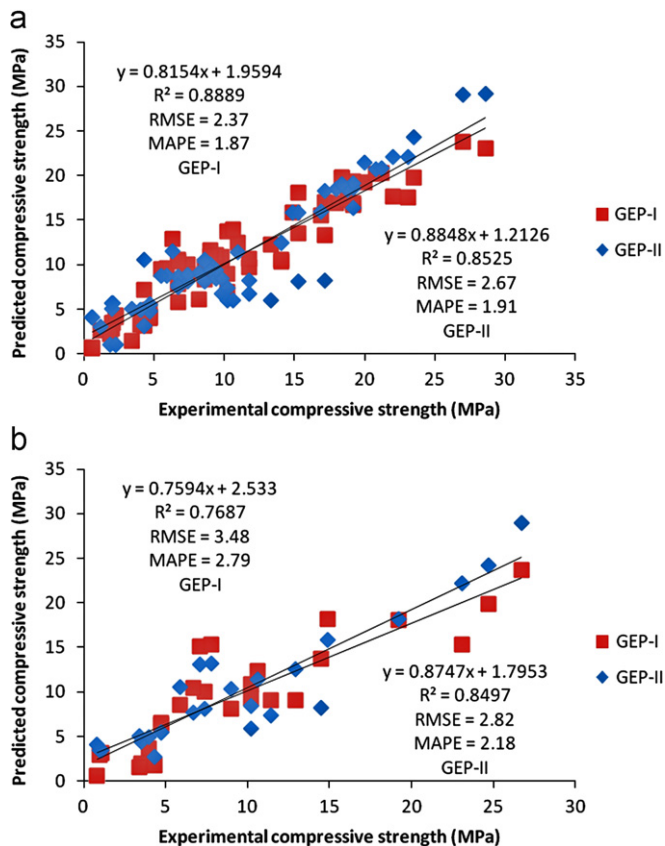 a
Predicted compressive strength (MPa)
35
30
25
20
15
10
5
0
y = 0.8154x + 1.9594
R² = 0.8889
RMSE = 2.37
MAPE = 1.87
GEP-I
y = 0.8848x + 1.2126
R² = 0.8525
RMSE = 2.67
MAPE = 1.91
GEP-II
GEP-I
GEP-II
0 5 10 15 20 25 30 35
Experimental compressive strength (MPa)
b
Predicted compressive strength (MPa)
35
30
25
20
15
10
5
0
y = 0.7594x + 2.533
R² = 0.7687
RMSE = 3.48
MAPE = 2.79
GEP-I
y = 0.8747x + 1.7953
R² = 0.8497
RMSE = 2.82
MAPE = 2.18
GEP-II
GEP-I
GEP-II
0 5 10 15 20 25 30
Experimental compressive strength (MPa)